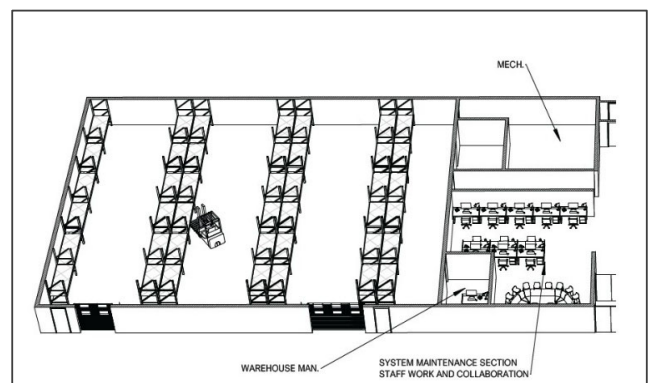 MECH.
WAREHOUSE MAN.
SYSTEM MAINTENANCE SECTION
STAFF WORK AND COLLABORATION